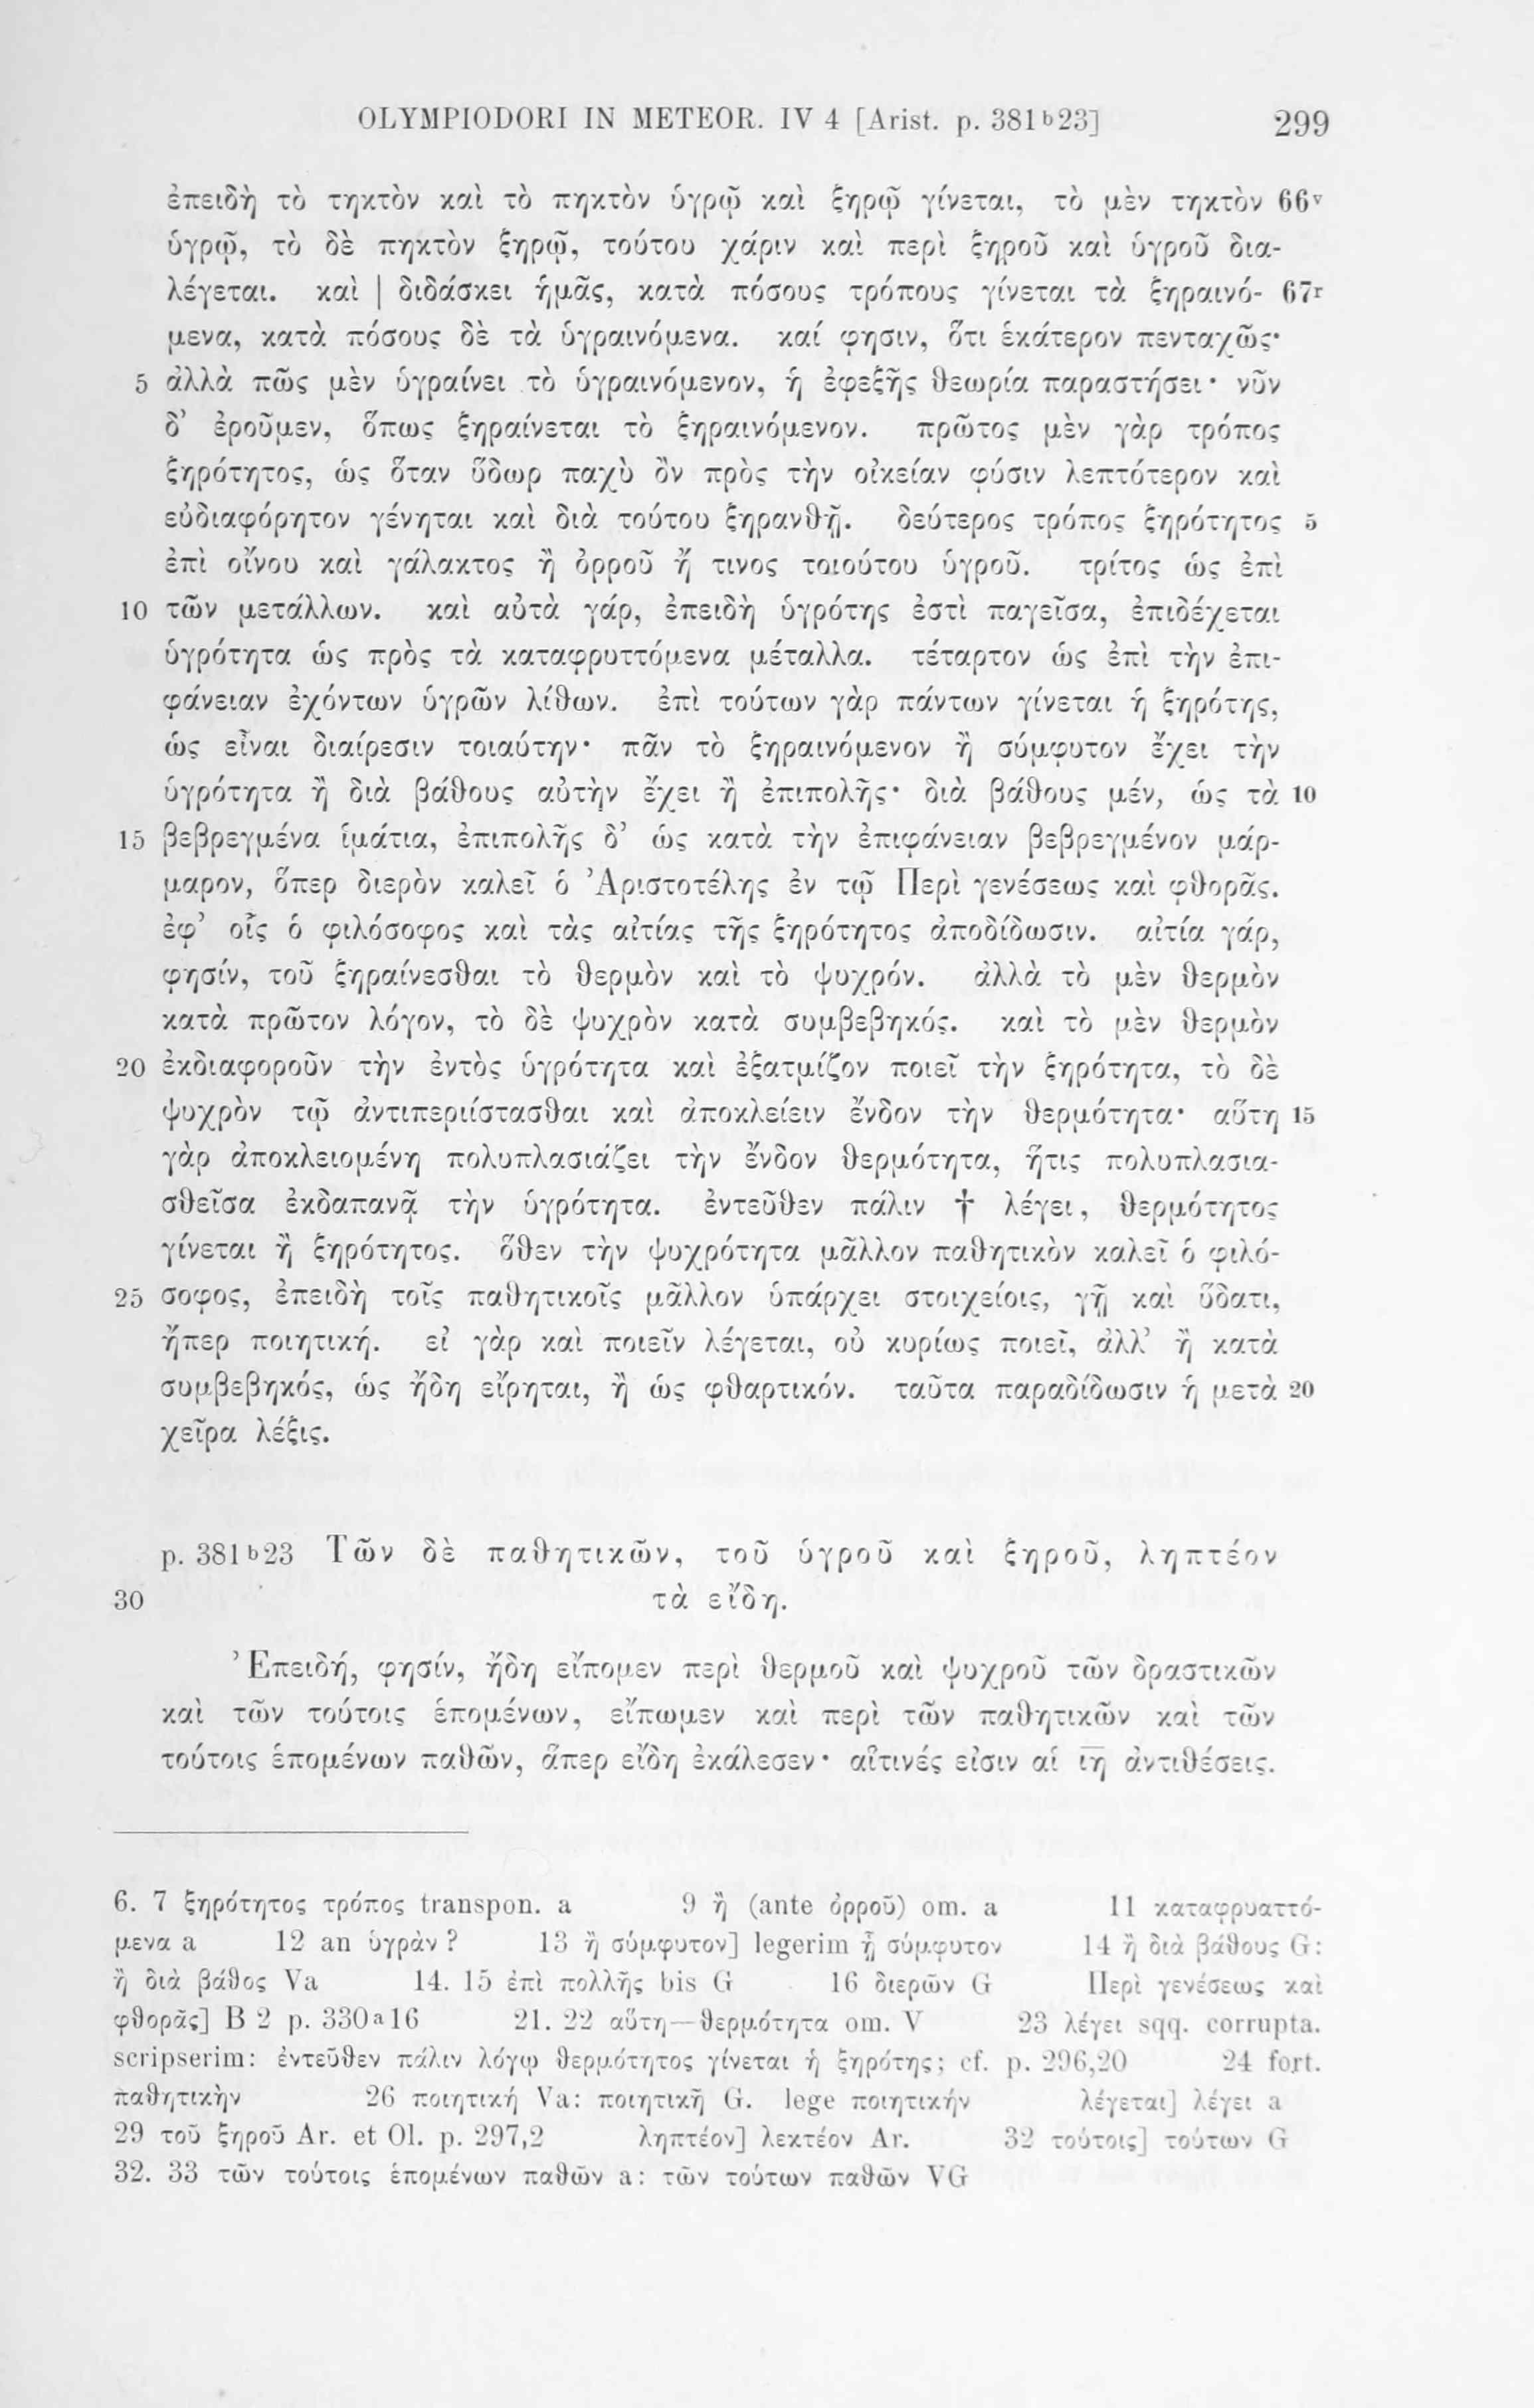 OLYMPIODORI IN METEOR. IV 4 [Arist. p. 381b23] 299
ἐπειδὴ τὸ τηκτὸν καὶ τὸ πηκτὸν ὑγρῷ καὶ ξηρῷ γίνεται, τὸ μὲν τηκτὸν 66v
ὑγρῷ, τὸ δὲ πηκτὸν ξηρῷ, τούτου χάριν καὶ περὶ ξηροῦ καὶ ὑγροῦ δια-
λέγεται. καὶ | διδάσκει ἡμᾶς, κατὰ πόσους τρόπους γίνεται τὰ ξηραινό- 67r
μενα, κατὰ πόσους δὲ τὰ ὑγραινόμενα. καί φησιν, ὅτι ἑκάτερον πενταχῶς·
5 ἀλλὰ πῶς μὲν ὑγραίνει τὸ ὑγραινόμενον, ἡ ἐφεξῆς θεωρία παραστήσει· νῦν
δ’ ἐροῦμεν, ὅπως ξηραίνεται τὸ ξηραινόμενον. πρῶτος μὲν γὰρ τρόπος
ξηρότητος, ὡς ὅταν ὕδωρ παχὺ ὂν πρὸς τὴν οἰκείαν φύσιν λεπτότερον καὶ
εὐδιαφόρητον γένηται καὶ διὰ τούτου ξηρανθῇ. δεύτερος τρόπος ξηρότητος 5
ἐπὶ οἴνου καὶ γάλακτος ἢ ὀρροῦ ἤ τινος τοιούτου ὑγροῦ. τρίτος ὡς ἐπὶ
10 τῶν μετάλλων. καὶ αὐτὰ γάρ, ἐπειδὴ ὑγρότης ἐστὶ παγεῖσα, ἐπιδέχεται
ὑγρότητα ὡς πρὸς τὰ καταφρυττόμενα μέταλλα. τέταρτον ὡς ἐπὶ τὴν ἐπι-
φάνειαν ἐχόντων ὑγρῶν λίθων. ἐπὶ τούτων γὰρ πάντων γίνεται ἡ ξηρότης,
ὡς εἶναι διαίρεσιν τοιαύτην· πᾶν τὸ ξηραινόμενον ἢ σύμφυτον ἔχει τὴν
ὑγρότητα ἢ διὰ βάθους αὐτὴν ἔχει ἢ ἐπιπολῆς· διὰ βάθους μέν, ὡς τὰ 10
15 βεβρεγμένα ἱμάτια, ἐπιπολῆς δ’ ὡς κατὰ τὴν ἐπιφάνειαν βεβρεγμένον μάρ-
μαρον, ὅπερ διερὸν καλεῖ ὁ Ἀριστοτέλης ἐν τῷ Περὶ γενέσεως καὶ φθορᾶς.
ἐφ’ οἷς ὁ φιλόσοφος καὶ τὰς αἰτίας τῆς ξηρότητος ἀποδίδωσιν. αἰτία γάρ,
φησίν, τοῦ ξηραίνεσθαι τὸ θερμὸν καὶ τὸ ψυχρόν. ἀλλὰ τὸ μὲν θερμὸν
κατὰ πρῶτον λόγον, τὸ δὲ ψυχρὸν κατὰ συμβεβηκός. καὶ τὸ μὲν θερμὸν
20 ἐκδιαφοροῦν τὴν ἐντὸς ὑγρότητα καὶ ἐξατμίζον ποιεῖ τὴν ξηρότητα, τὸ δὲ
ψυχρὸν τῷ ἀντιπεριίστασθαι καὶ ἀποκλείειν ἔνδον τὴν θερμότητα· αὕτη 15
γὰρ ἀποκλειομένη πολυπλασιάζει τὴν ἔνδον θερμότητα, ἥτις πολυπλασια-
σθεῖσα ἐκδαπανᾷ τὴν ὑγρότητα. ἐντεῦθεν πάλιν † λέγει, θερμότητος
γίνεται ἢ ξηρότητος. ὅθεν τὴν ψυχρότητα μᾶλλον παθητικὸν καλεῖ ὁ φιλό-
25 σοφος, ἐπειδὴ τοῖς παθητικοῖς μᾶλλον ὑπάρχει στοιχείοις, γῇ καὶ ὕδατι,
ἤπερ ποιητική. εἰ γὰρ καὶ ποιεῖν λέγεται, οὐ κυρίως ποιεῖ, ἀλλ’ ἢ κατὰ
συμβεβηκός, ὡς ἤδη εἴρηται, ἢ ὡς φθαρτικόν. ταῦτα παραδίδωσιν ἡ μετὰ 20
χεῖρα λέξις.
p. 381b23 Τῶν δὲ παθητικῶν, τοῦ ὑγροῦ καὶ ξηροῦ, ληπτέον
30 τὰ εἴδη.
Ἐπειδή, φησίν, ἤδη εἴπομεν περὶ θερμοῦ καὶ ψυχροῦ τῶν δραστικῶν
καὶ τῶν τούτοις ἑπομένων, εἴπωμεν καὶ περὶ τῶν παθητικῶν καὶ τῶν
τούτοις ἑπομένων παθῶν, ἅπερ εἴδη ἐκάλεσεν· αἵτινές εἰσιν αἱ ι̅η̅ ἀντιθέσεις.
6. 7 ξηρότητος τρόπος transpon. a 9 ἢ (ante ὀρροῦ) om. a 11 καταφρυαττό-
μενα a 12 an ὑγρὰν? 13 ἢ σύμφυτον] legerim ᾗ σύμφυτον 14 ἢ διὰ βάθους G:
ἢ διὰ βάθος Va 14. 15 ἐπὶ πολλῆς bis G 16 διερῶν G Περὶ γενέσεως καὶ
φθορᾶς] B 2 p. 330a16 21. 22 αὕτη—θερμότητα om. V 23 λέγει sqq. corrupta.
scripserim: ἐντεῦθεν πάλιν λόγῳ θερμότητος γίνεται ἡ ξηρότης; cf. p. 296,20 24 fort.
παθητικὴν 26 ποιητική Va: ποιητικῇ G. lege ποιητικήν λέγεται] λέγει a
29 τοῦ ξηροῦ Ar. et Ol. p. 297,2 ληπτέον] λεκτέον Ar. 32 τούτοις] τούτων G
32. 33 τῶν τούτοις ἑπομένων παθῶν a: τῶν τούτων παθῶν VG